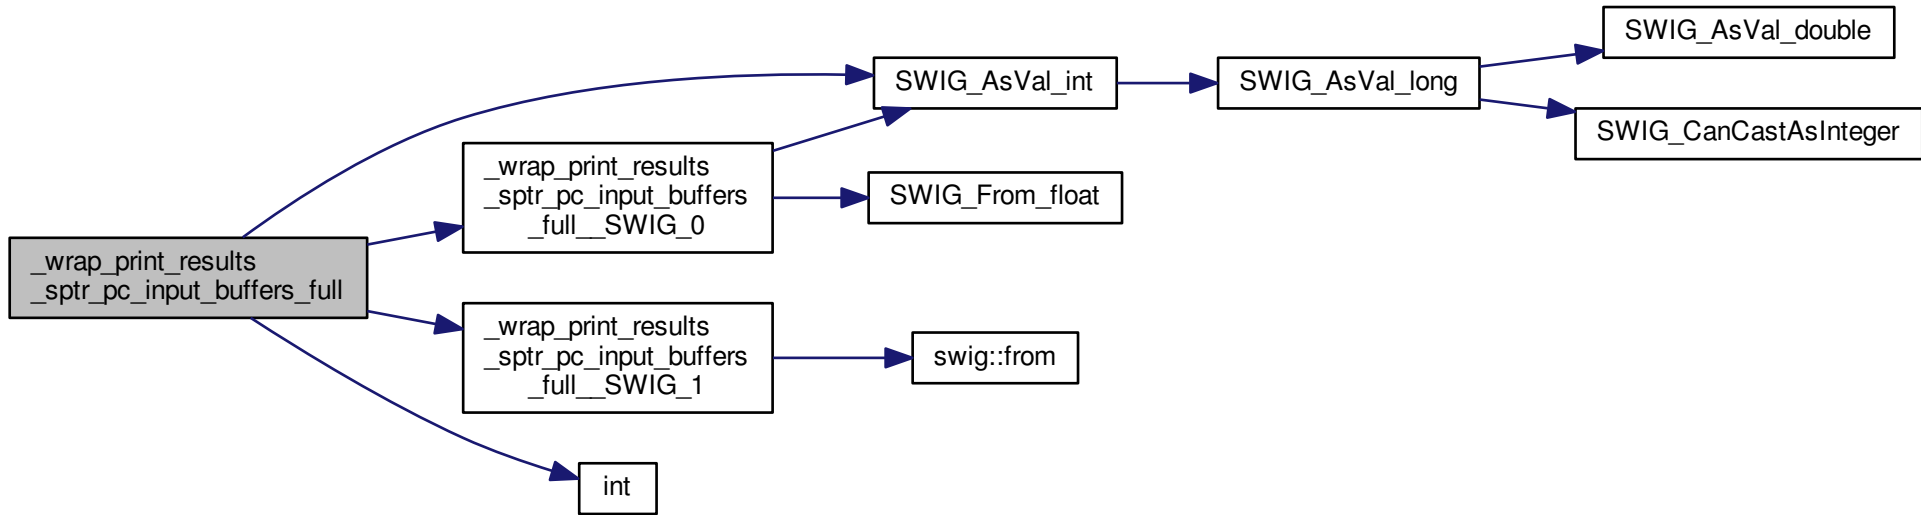 _wrap_print_results
_sptr_pc_input_buffers_full
_wrap_print_results
_sptr_pc_input_buffers
_full__SWIG_0
_wrap_print_results
_sptr_pc_input_buffers
_full__SWIG_1
int
SWIG_AsVal_int
SWIG_From_float
swig::from
SWIG_AsVal_long
SWIG_AsVal_double
SWIG_CanCastAsInteger